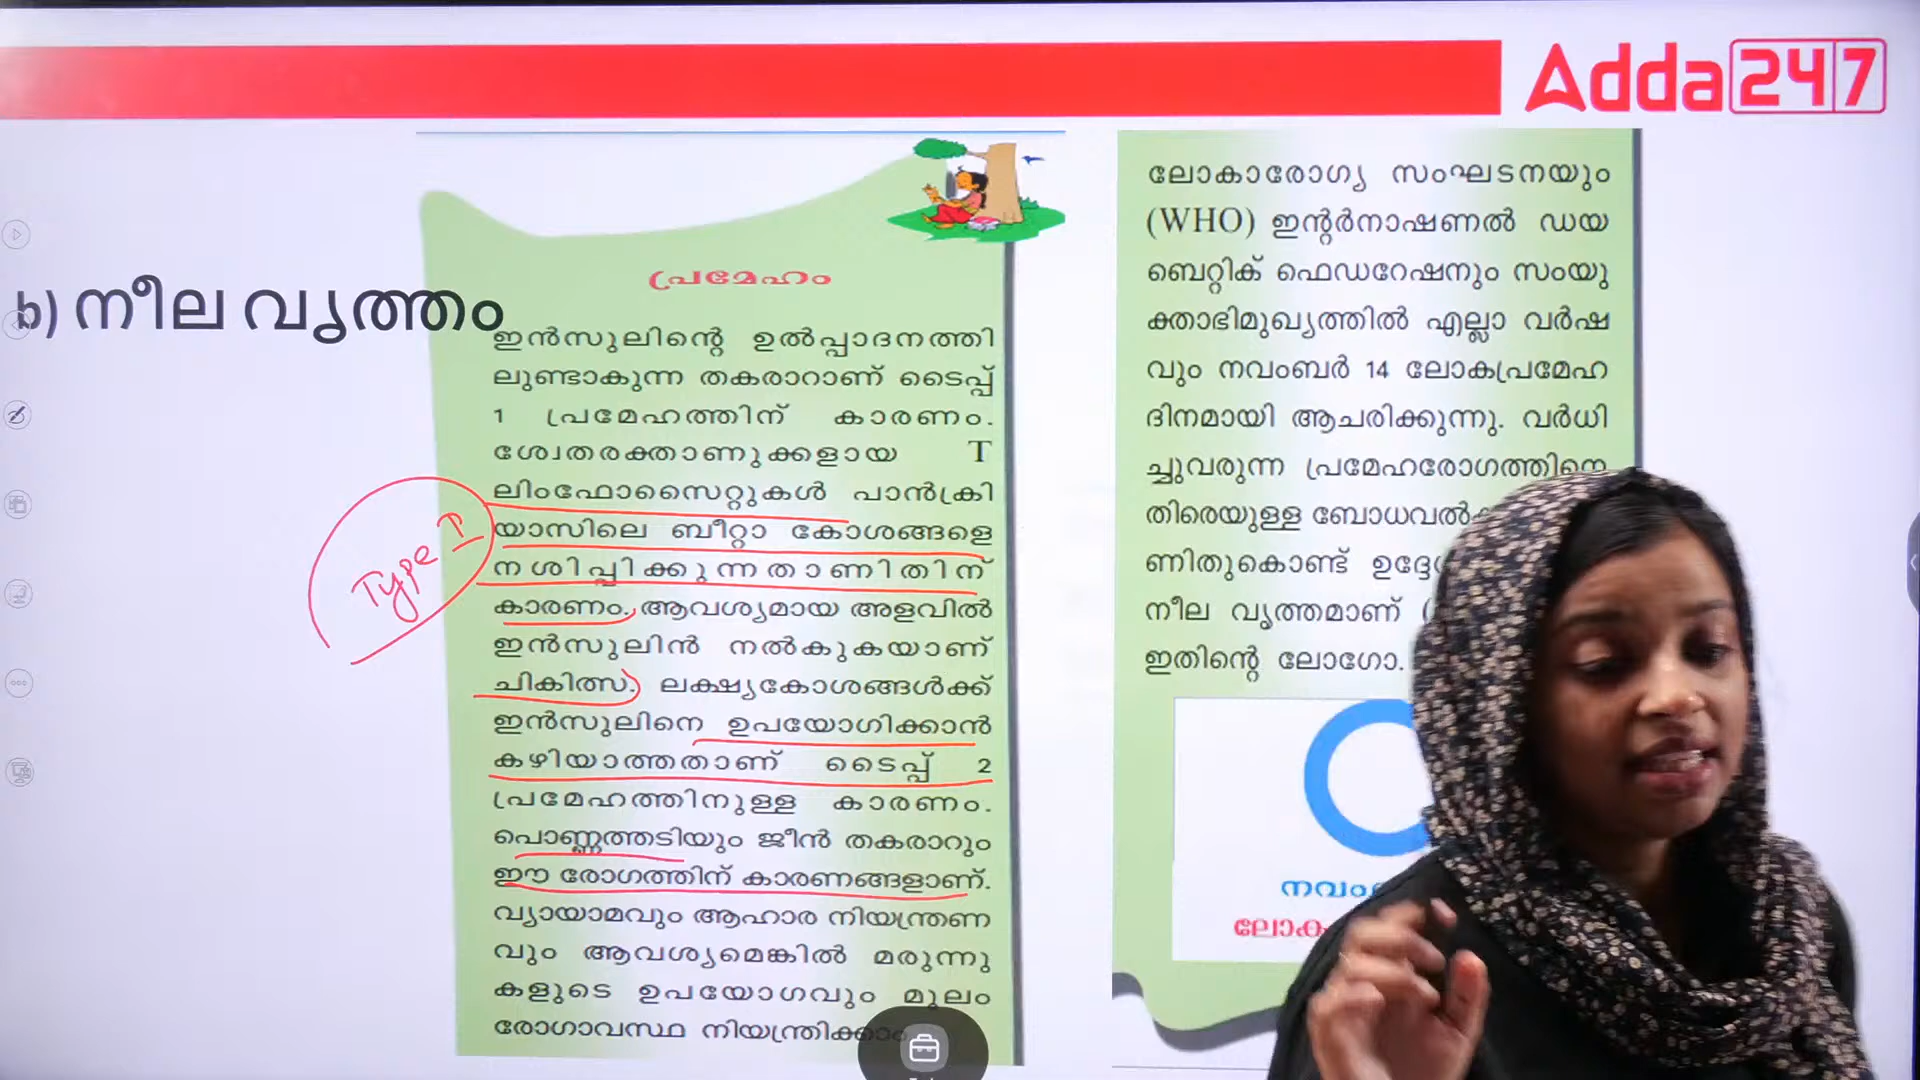 Adda247
b) നീല വൃത്തം
പ്രമേഹം
ഇൻസുലിന്റെ ഉൽപ്പാദനത്തി
ലുണ്ടാകുന്ന തകരാറാണ് ടൈപ്പ്
1 പ്രമേഹത്തിന് കാരണം.
ശ്വേതരക്താണുക്കളായ T
ലിംഫോസൈറ്റുകൾ പാൻക്രി
യാസിലെ ബീറ്റാ കോശങ്ങളെ
നശിപ്പിക്കുന്നതാണിതിന്
കാരണം. ആവശ്യമായ അളവിൽ
ഇൻസുലിൻ നൽകുകയാണ്
ചികിത്സ. ലക്ഷ്യകോശങ്ങൾക്ക്
ഇൻസുലിനെ ഉപയോഗിക്കാൻ
കഴിയാത്തതാണ് ടൈപ്പ് 2
പ്രമേഹത്തിനുള്ള കാരണം.
പൊണ്ണത്തടിയും ജീൻ തകരാറും
ഈ രോഗത്തിന് കാരണങ്ങളാണ്.
വ്യായാമവും ആഹാര നിയന്ത്രണ
വും ആവശ്യമെങ്കിൽ മരുന്നു
കളുടെ ഉപയോഗവും മൂലം
രോഗാവസ്ഥ നിയന്ത്രിക്കാം
Type I
ലോകാരോഗ്യ സംഘടനയും
(WHO) ഇന്റർനാഷണൽ ഡയ
ബെറ്റിക് ഫെഡറേഷനും സംയു
ക്താഭിമുഖ്യത്തിൽ എല്ലാ വർഷ
വും നവംബർ 14 ലോകപ്രമേഹ
ദിനമായി ആചരിക്കുന്നു. വർധി
ച്ചുവരുന്ന പ്രമേഹരോഗത്തിനെ
തിരെയുള്ള
ണിതുകൊണ്ട്
നീല വൃത്തമാണ്
ഇതിന്റെ ലോഗോ.